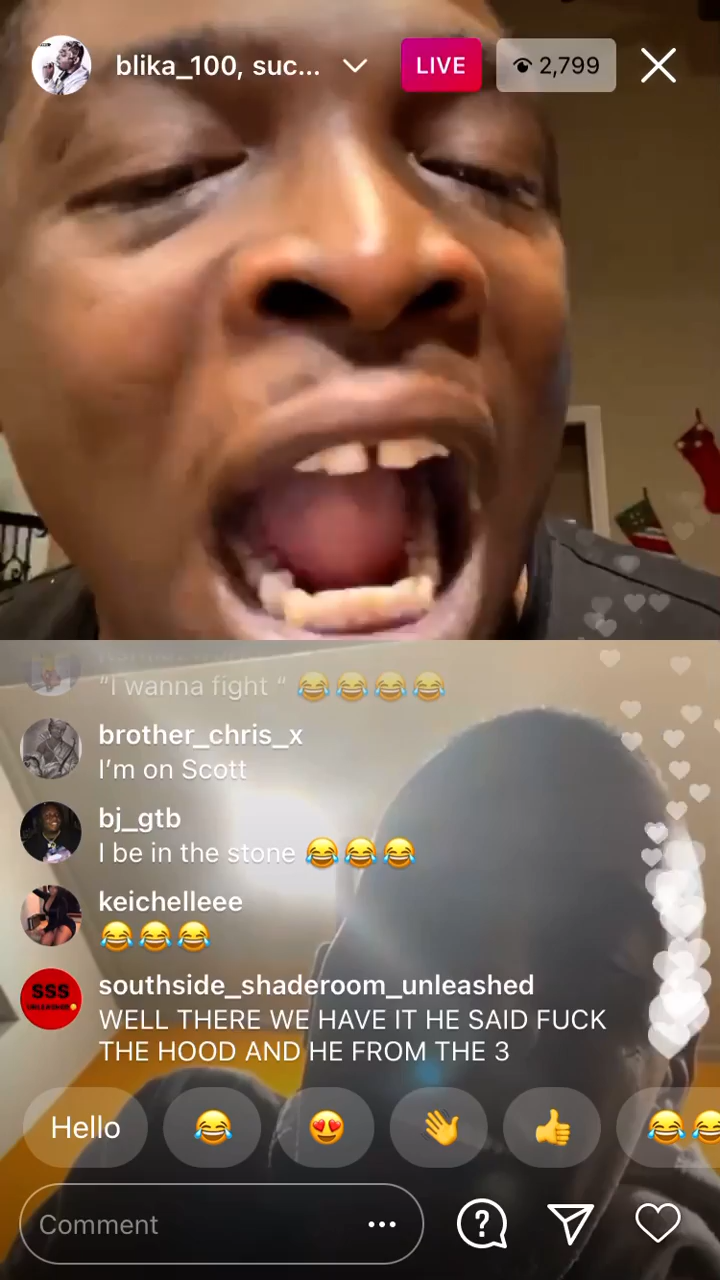 blika_100, suc...
LIVE
2,799
“I wanna fight “ 😂😂😂😂
brother_chris_x
I’m on Scott
bj_gtb
I be in the stone 😂😂😂
keichelleee
😂😂😂
SSS
southside_shaderoom_unleashed
WELL THERE WE HAVE IT HE SAID FUCK
THE HOOD AND HE FROM THE 3
Hello 😂 😍 👋 👍 😂😂
Comment